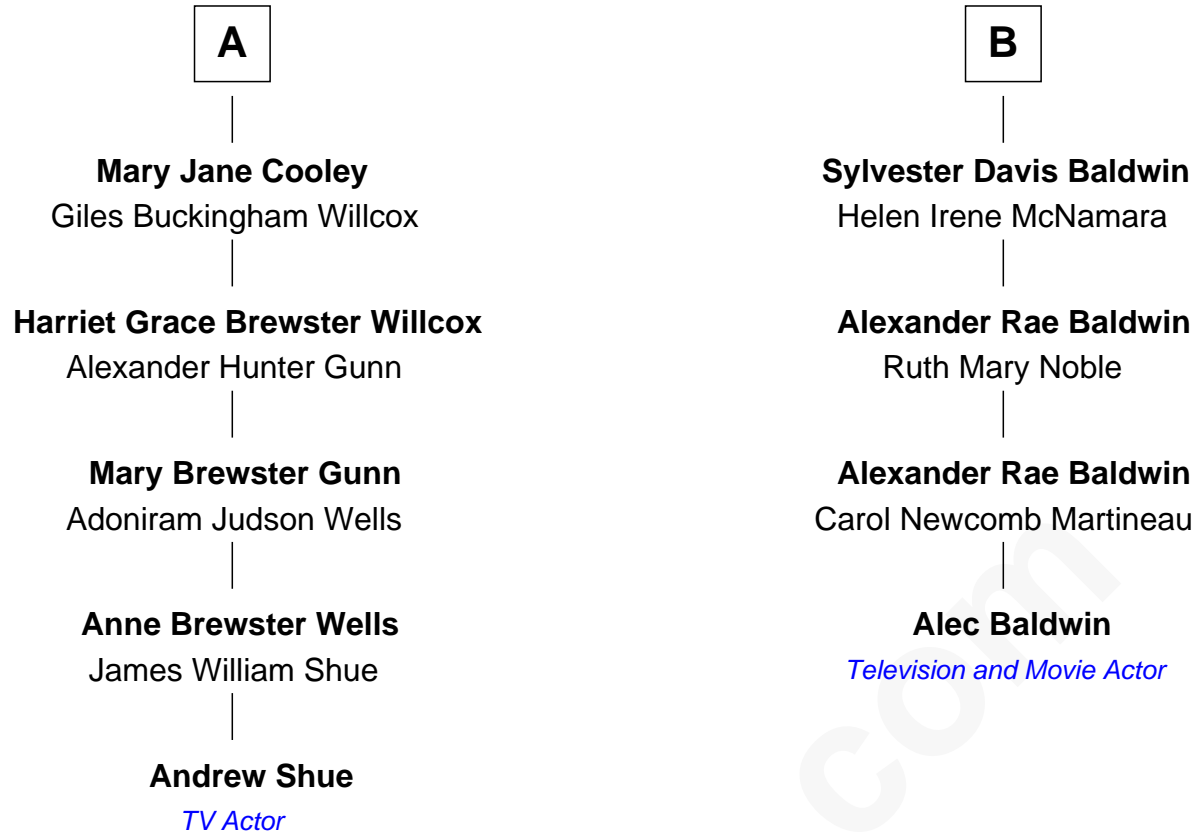 A
Mary Jane Cooley
Giles Buckingham Willcox
Harriet Grace Brewster Willcox
Alexander Hunter Gunn
Mary Brewster Gunn
Adoniram Judson Wells
Anne Brewster Wells
James William Shue
Andrew Shue
TV Actor
B
Sylvester Davis Baldwin
Helen Irene McNamara
Alexander Rae Baldwin
Ruth Mary Noble
Alexander Rae Baldwin
Carol Newcomb Martineau
Alec Baldwin
Television and Movie Actor
com